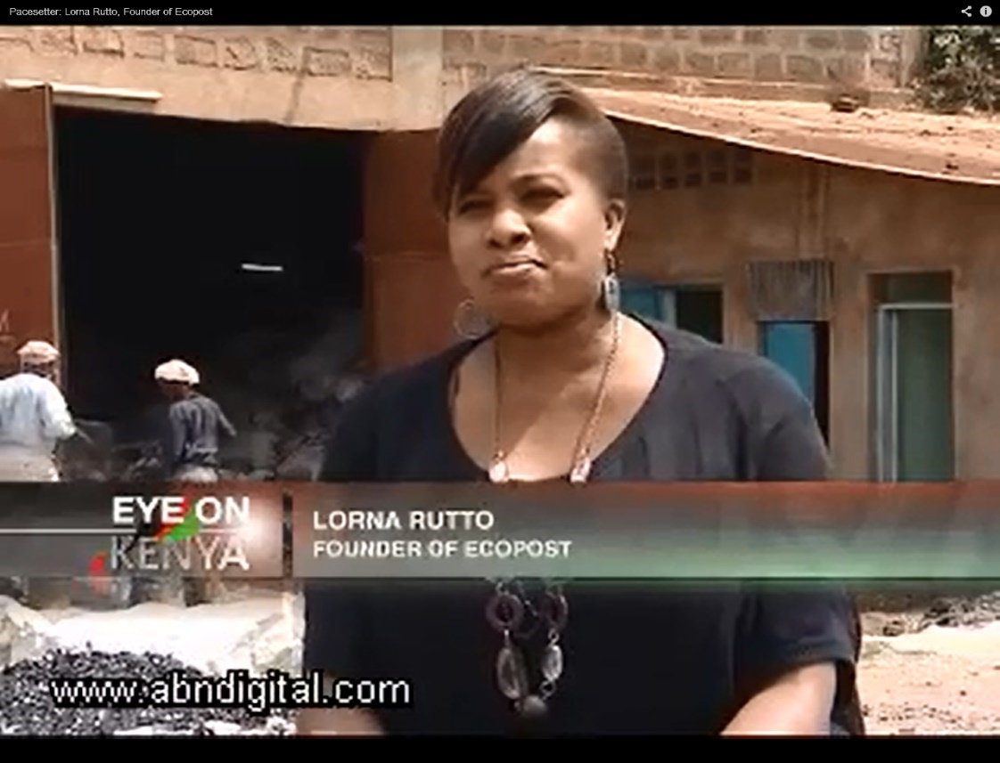 Pacesetter: Lorna Rutto, Founder of Ecopost
EYE ON
KENYA
LORNA RUTTO
FOUNDER OF ECOPOST
www.abndigital.com